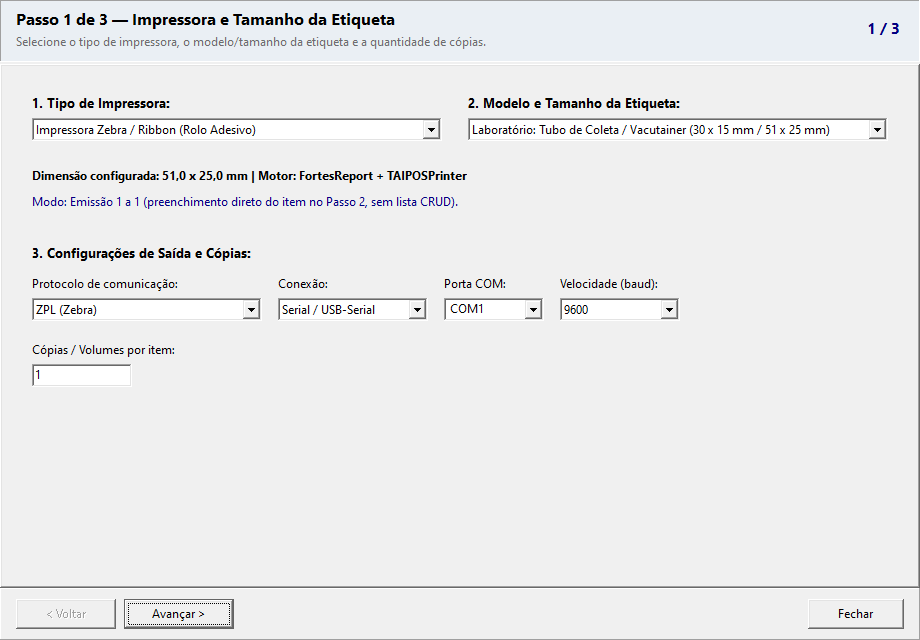 Passo 1 de 3 — Impressora e Tamanho da Etiqueta
Selecione o tipo de impressora, o modelo/tamanho da etiqueta e a quantidade de cópias.
1 / 3
1. Tipo de Impressora:
2. Modelo e Tamanho da Etiqueta:
Impressora Zebra / Ribbon (Rolo Adesivo)
Laboratório: Tubo de Coleta / Vacutainer (30 x 15 mm / 51 x 25 mm)
Dimensão configurada: 51,0 x 25,0 mm | Motor: FortesReport + TAIPOSPrinter
Modo: Emissão 1 a 1 (preenchimento direto do item no Passo 2, sem lista CRUD).
3. Configurações de Saída e Cópias:
Protocolo de comunicação:
Conexão:
Porta COM:
Velocidade (baud):
ZPL (Zebra)
Serial / USB-Serial
COM1
9600
Cópias / Volumes por item:
1
< Voltar
Avançar >
Fechar